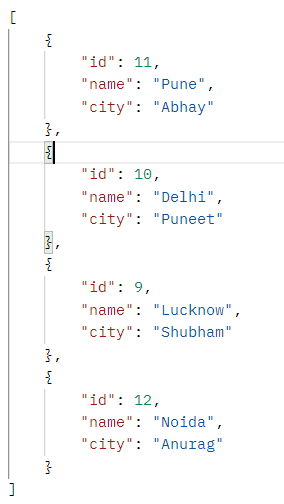 [
    {
        "id": 11,
        "name": "Pune",
        "city": "Abhay"
    },
    {
        "id": 10,
        "name": "Delhi",
        "city": "Puneet"
    },
    {
        "id": 9,
        "name": "Lucknow",
        "city": "Shubham"
    },
    {
        "id": 12,
        "name": "Noida",
        "city": "Anurag"
    }
]